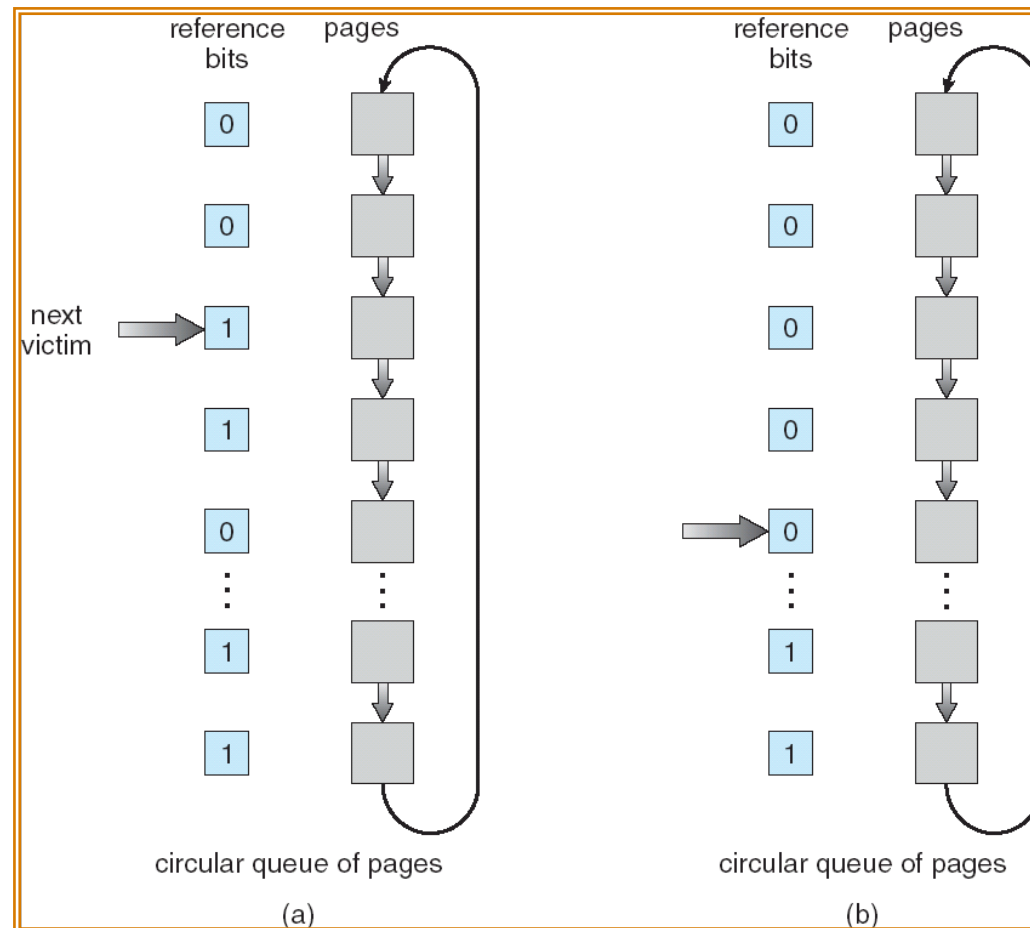 reference bits
pages
0
0
next victim
1
1
0
1
1
circular queue of pages
(a)
reference bits
pages
0
0
0
0
0
1
1
circular queue of pages
(b)